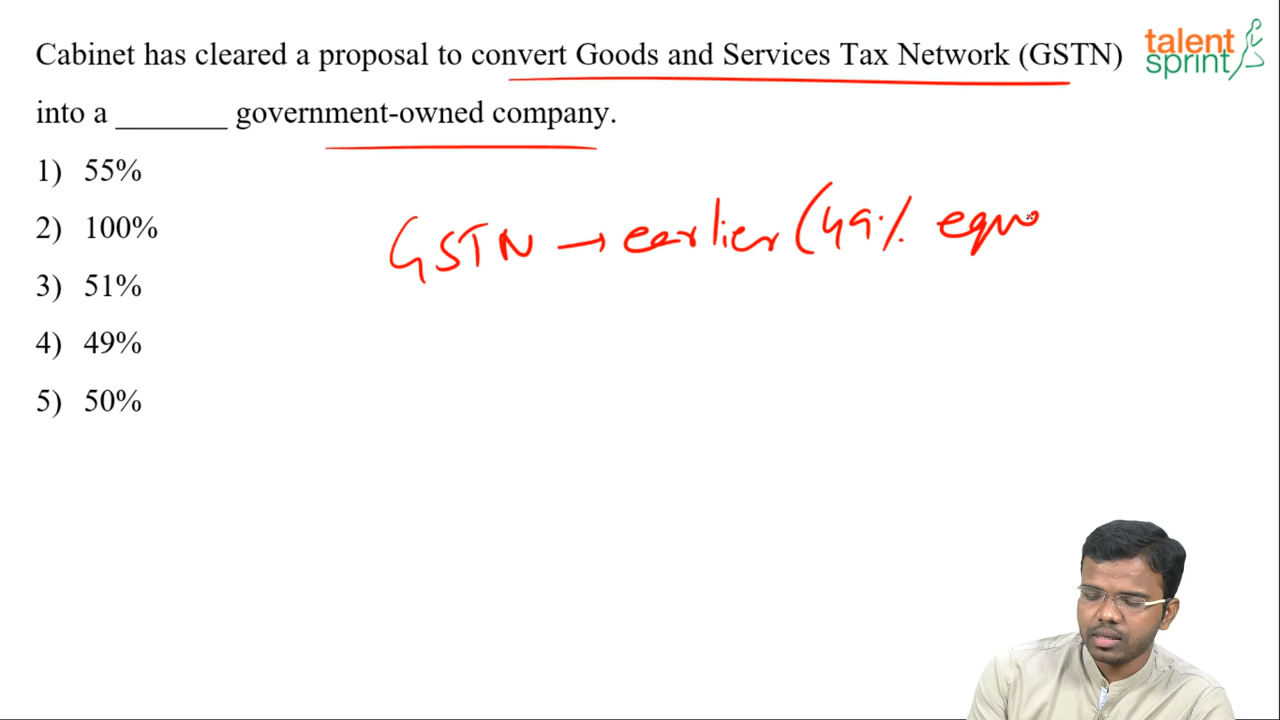 Cabinet has cleared a proposal to convert Goods and Services Tax Network (GSTN)
into a _______ government-owned company.
1) 55%
2) 100%
3) 51%
4) 49%
5) 50%
talent
sprint
GSTN → earlier (49% equ